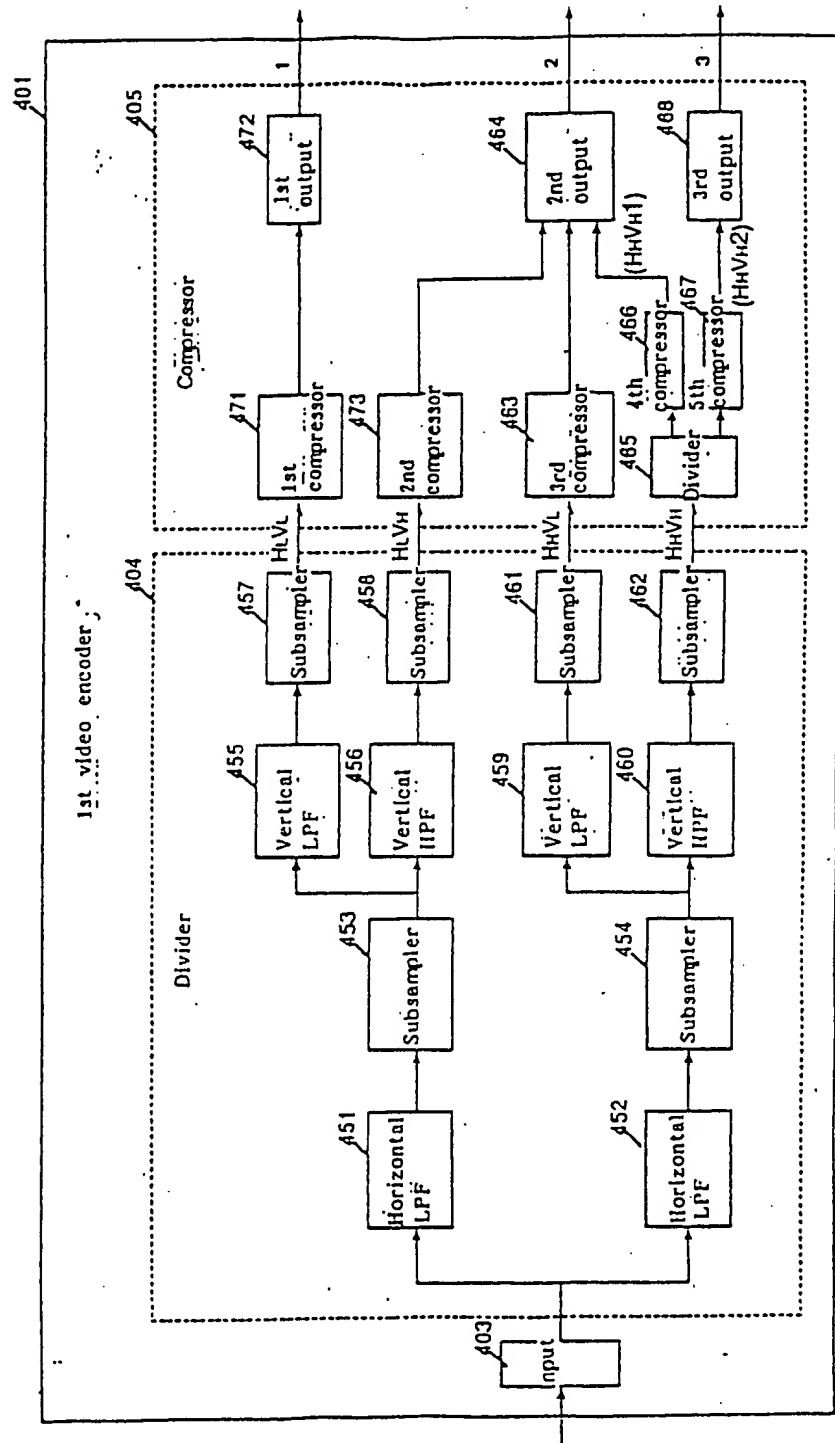 1st video encoder
401
404
Divider
405
Compressor
403
Input
451
Horizontal
LPF
452
Horizontal
LPF
453
Subsampler
454
Subsampler
455
Vertical
LPF
456
Vertical
HPF
459
Vertical
LPF
460
Vertical
HPF
457
Subsampler
458
Subsampler
461
Subsampler
462
Subsampler
HLVL
HLVH
HHVL
HHVH
471
1st
compressor
473
2nd
compressor
463
3rd
compressor
465
Divider
4th
compressor
466
5th
compressor
467
(HHVH1)
(HHVH2)
472
1st
output
464
2nd
output
468
3rd
output
1
2
3